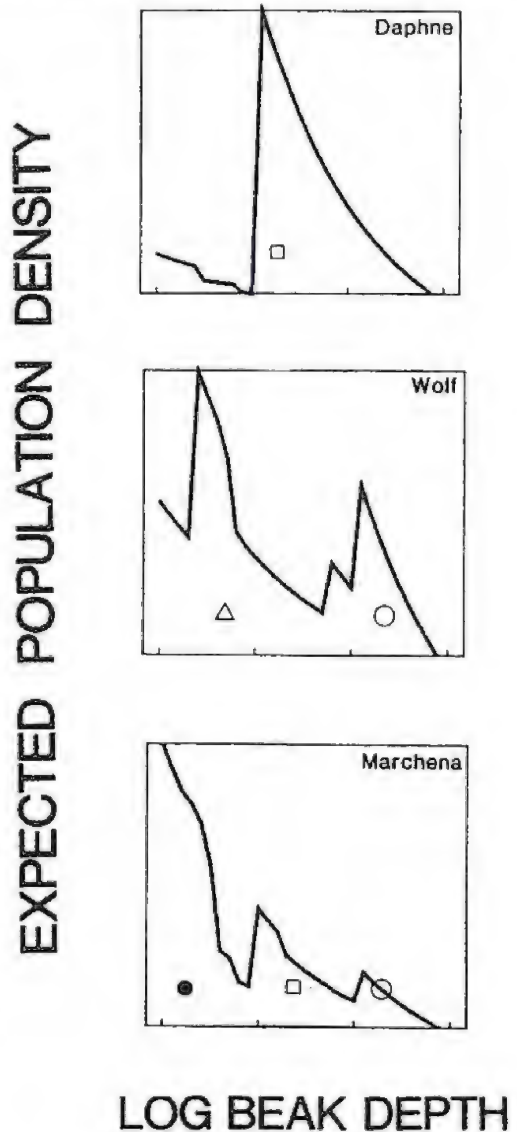 EXPECTED POPULATION DENSITY
Daphne
Wolf
Marchena
LOG BEAK DEPTH